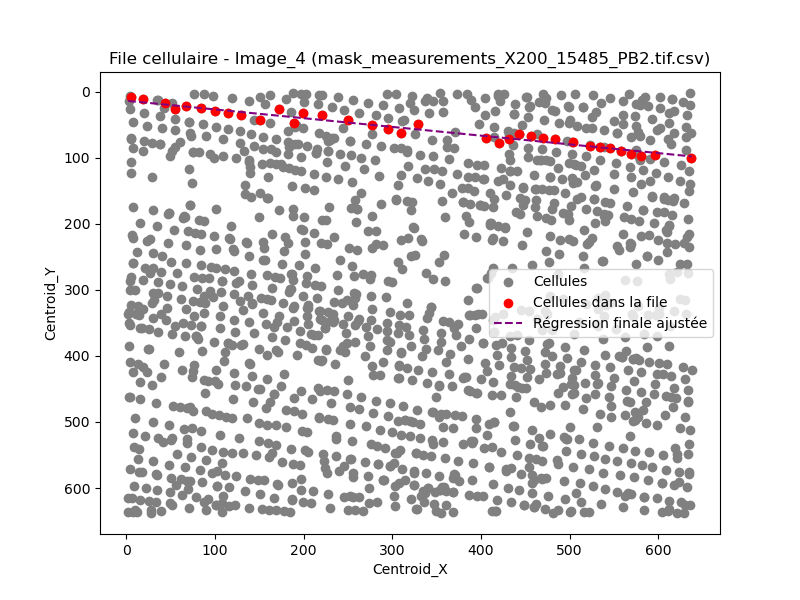 File cellulaire - Image_4 (mask_measurements_X200_15485_PB2.tif.csv)
0
100
200
300
400
500
600
Centroid_Y
Cellules
Cellules dans la file
Régression finale ajustée
0 100 200 300 400 500 600
Centroid_X